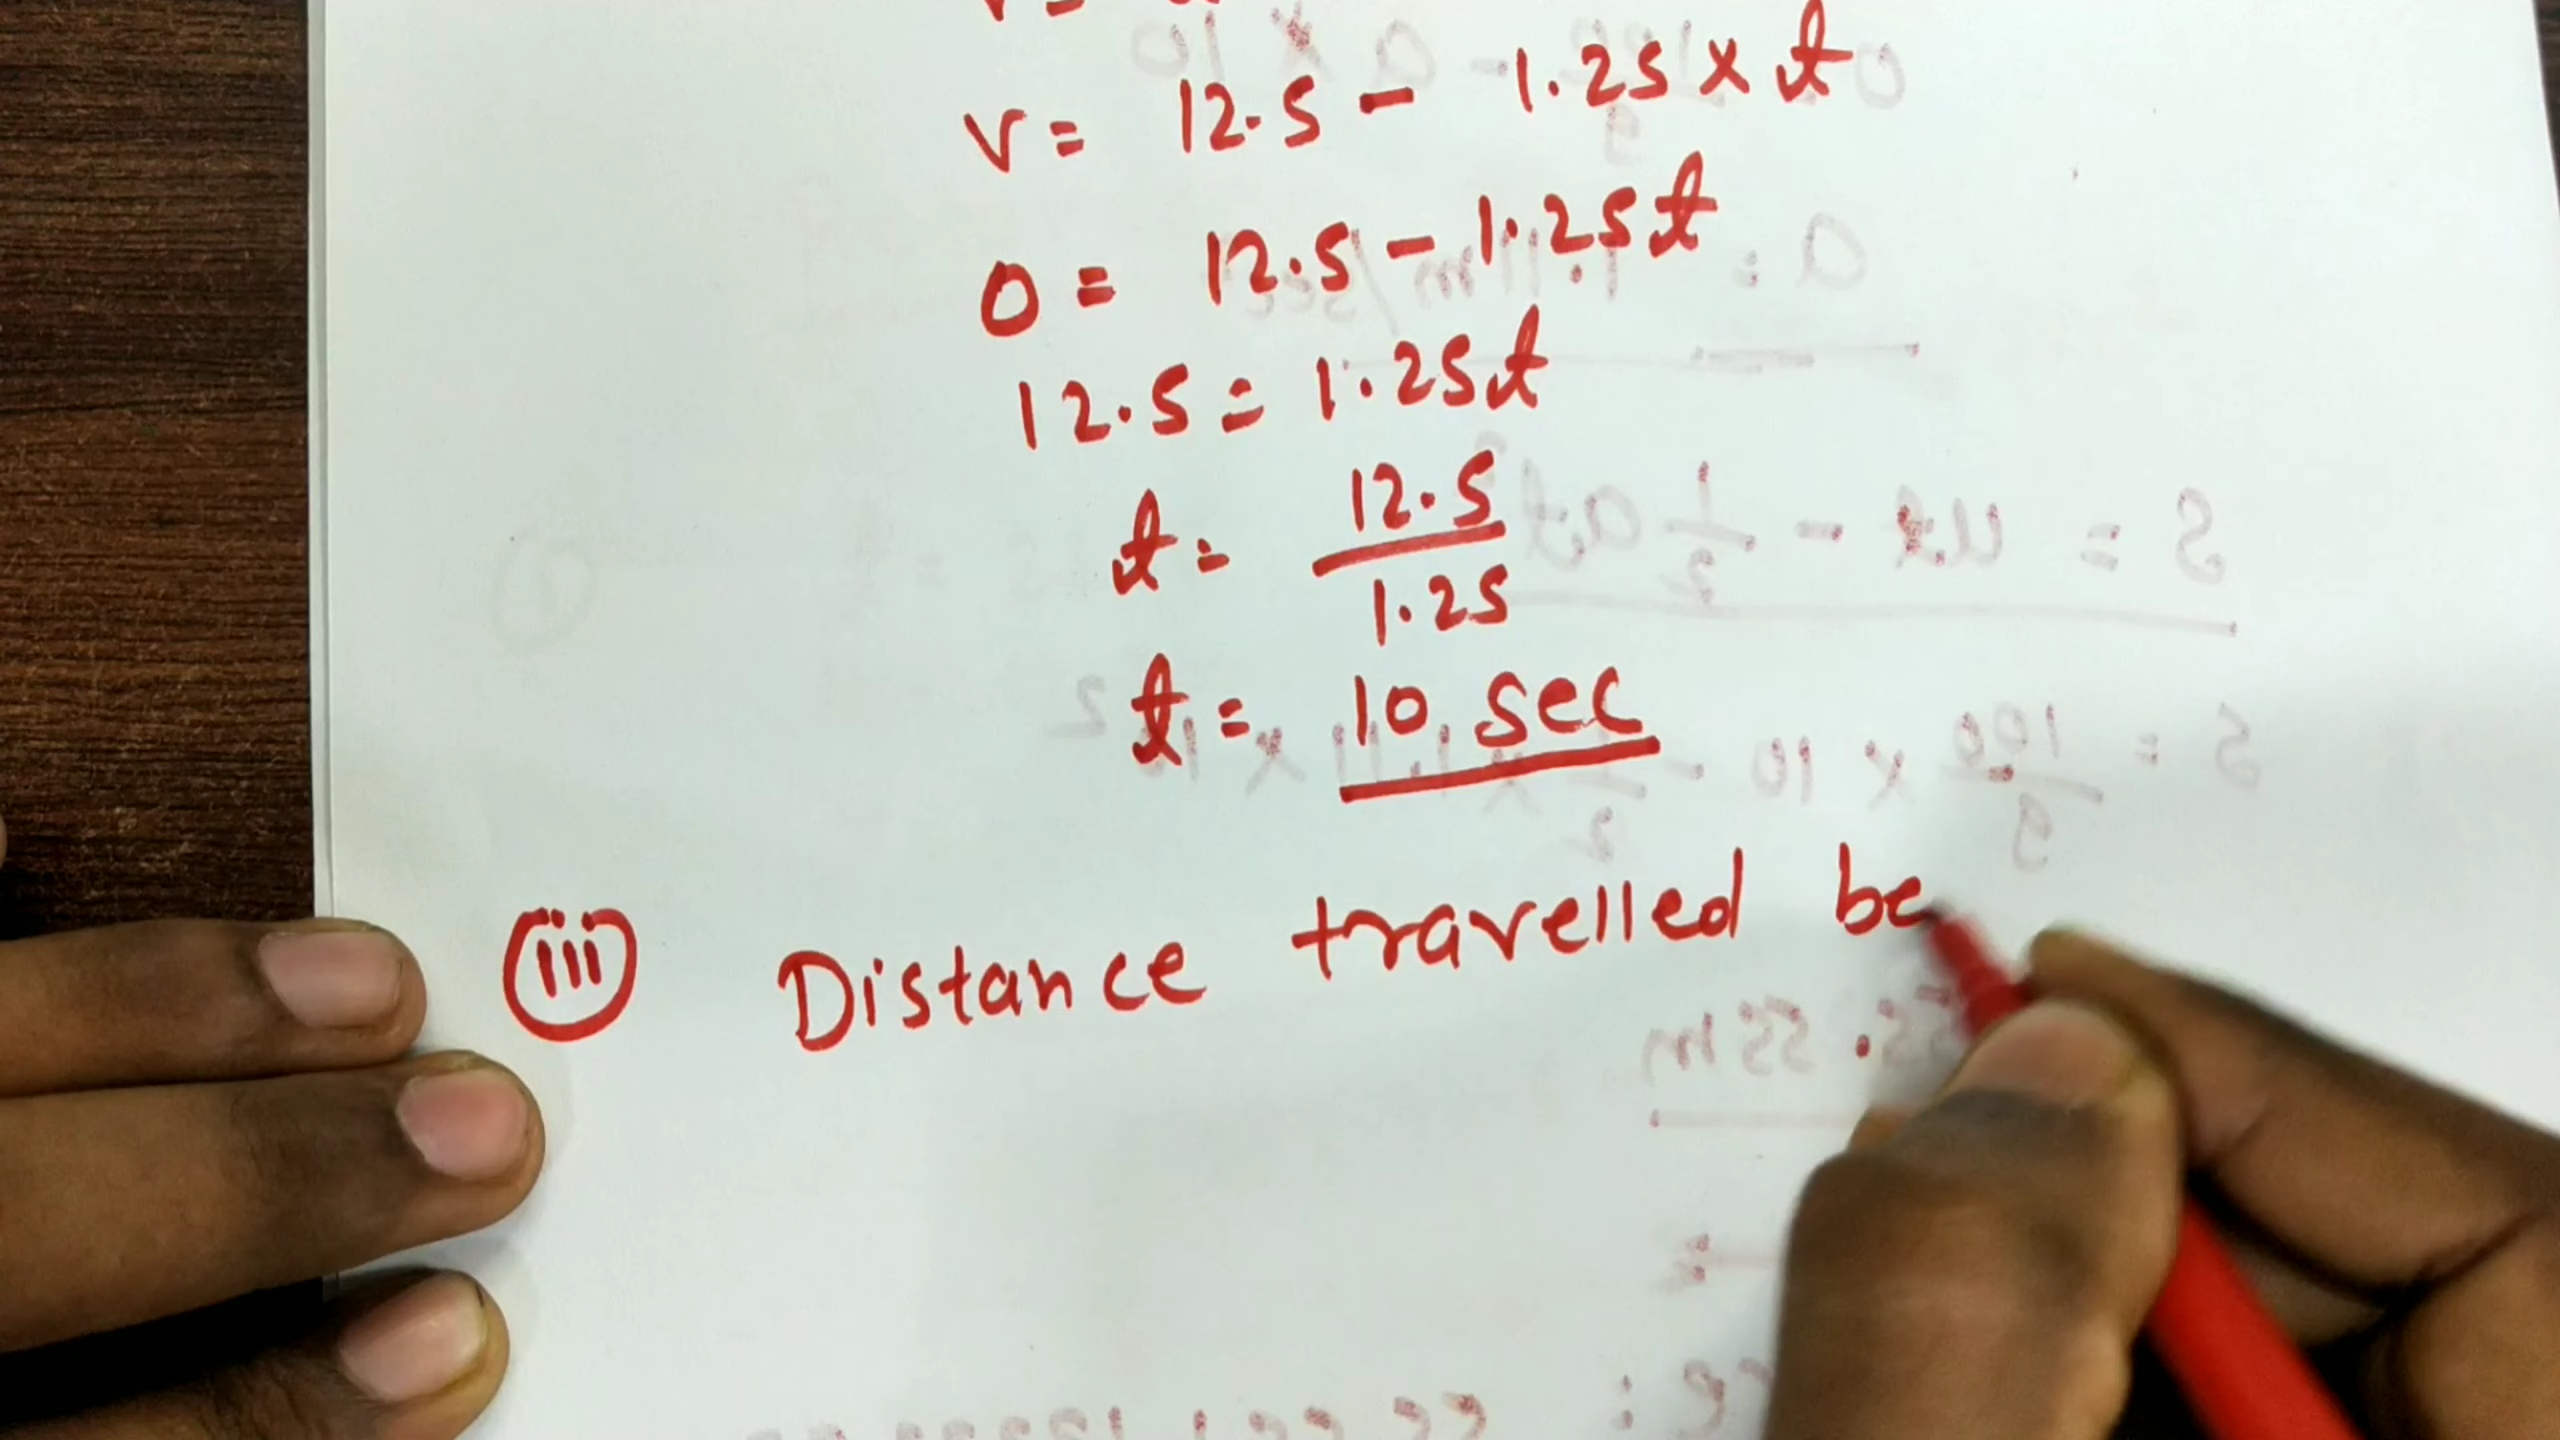 v = 12.5 - 1.25 x t
0 = 12.5 - 1.25t
12.5 = 1.25t
t = 12.5/1.25
t = 10 sec
(iii) Distance travelled be